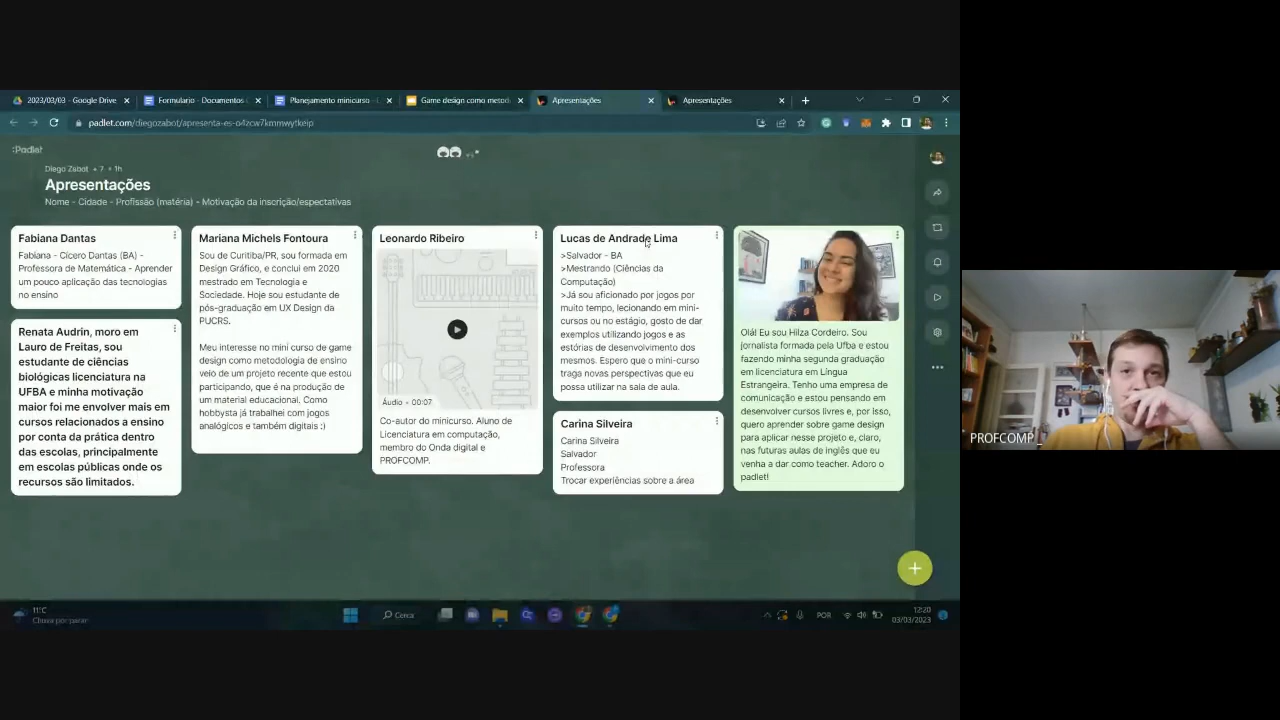 2023/03/03 - Google Drive
Formulario - Documentos
Planejamento minicurso -
Game design como metod
Apresentações
Apresentações
padlet.com/diegozabot/apresenta-es-o4zcw7kmmwytkeip
:Padlet
Diego Zabot + 7 • 1h
Apresentações
Nome - Cidade - Profissão (matéria) - Motivação da inscrição/espectativas
Fabiana Dantas
Fabiana - Cícero Dantas (BA) -
Professora de Matemática - Aprender
um pouco aplicação das tecnologias
no ensino
Renata Audrin, moro em
Lauro de Freitas, sou
estudante de ciências
biológicas licenciatura na
UFBA e minha motivação
maior foi me envolver mais em
cursos relacionados a ensino
por conta da prática dentro
das escolas, principalmente
em escolas públicas onde os
recursos são limitados.
Mariana Michels Fontoura
Sou de Curitiba/PR, sou formada em
Design Gráfico, e conclui em 2020
mestrado em Tecnologia e
Sociedade. Hoje sou estudante de
pós-graduação em UX Design da
PUCRS.
Meu interesse no mini curso de game
design como metodologia de ensino
veio de um projeto recente que estou
participando, que é na produção de
um material educacional. Como
hobbysta já trabalhei com jogos
analógicos e também digitais :)
Leonardo Ribeiro
Áudio - 00:07
Co-autor do minicurso. Aluno de
Licenciatura em computação,
membro do Onda digital e
PROFCOMP.
Lucas de Andrade Lima
>Salvador - BA
>Mestrando (Ciências da
Computação)
>Já sou aficionado por jogos por
muito tempo, lecionando em mini-
cursos ou no estágio, gosto de dar
exemplos utilizando jogos e as
estórias de desenvolvimento dos
mesmos. Espero que o mini-curso
traga novas perspectivas que eu
possa utilizar na sala de aula.
Carina Silveira
Carina Silveira
Salvador
Professora
Trocar experiências sobre a área
Olá! Eu sou Hilza Cordeiro. Sou
jornalista formada pela Ufba e estou
fazendo minha segunda graduação
em licenciatura em Língua
Estrangeira. Tenho uma empresa de
comunicação e estou pensando em
desenvolver cursos livres e, por isso,
quero aprender sobre game design
para aplicar nesse projeto e, claro,
nas futuras aulas de inglês que eu
venha a dar como teacher. Adoro o
padlet!
PROFCOMP _
11°C
Cerca
POR
12:20
03/03/2023